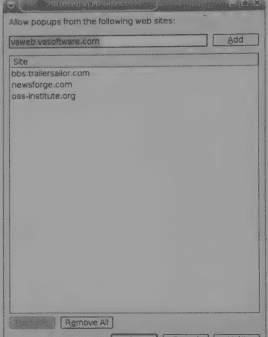 Allow popups from the following web sites:
vaweb.vasoftware.com
Add
Site
bbs.trailersailor.com
newsforge.com
oss-institute.org
Remove All